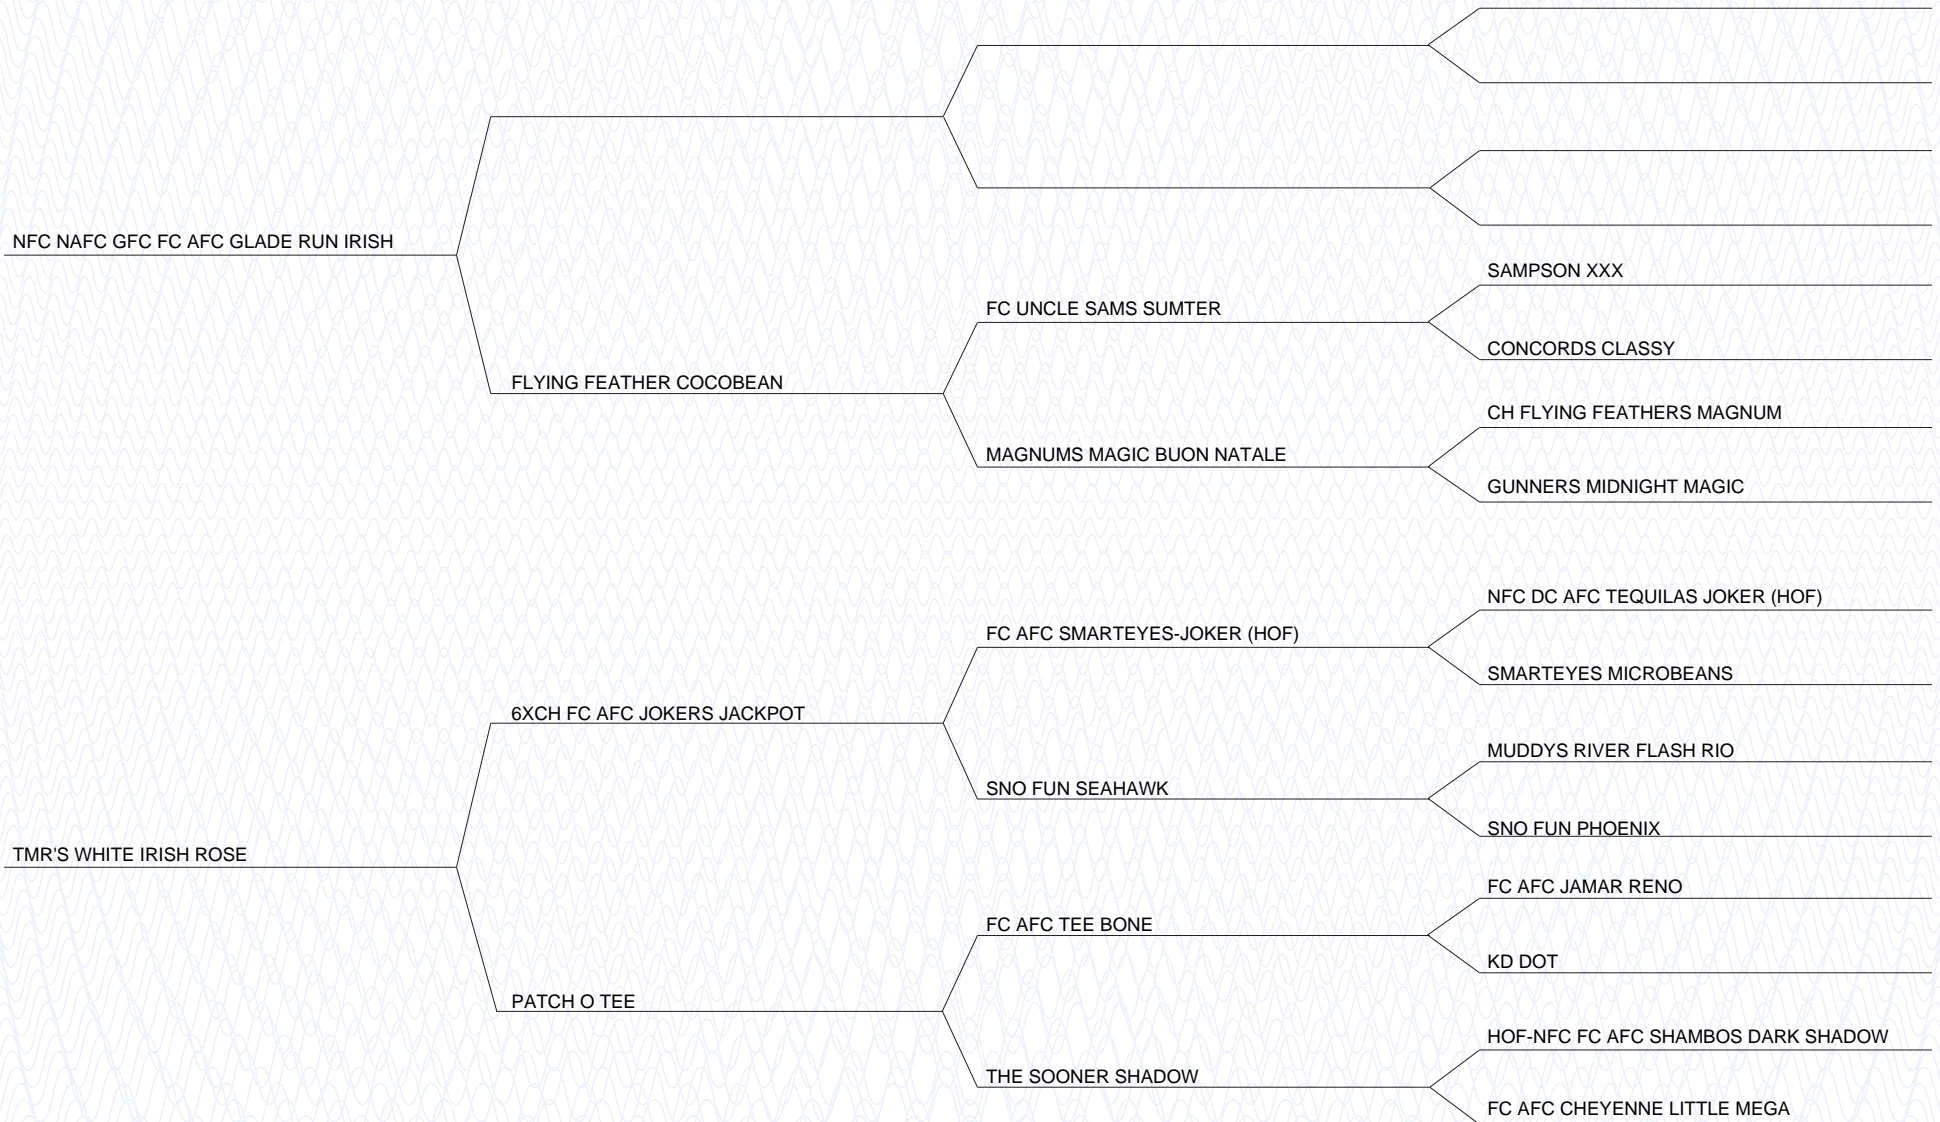 NFC NAFC GFC FC AFC GLADE RUN IRISH
FLYING FEATHER COCOBEAN
FC UNCLE SAMS SUMTER
SAMPSON XXX
CONCORDS CLASSY
MAGNUMS MAGIC BUON NATALE
CH FLYING FEATHERS MAGNUM
GUNNERS MIDNIGHT MAGIC
TMR'S WHITE IRISH ROSE
6XCH FC AFC JOKERS JACKPOT
FC AFC SMARTEYES-JOKER (HOF)
NFC DC AFC TEQUILAS JOKER (HOF)
SMARTEYES MICROBEANS
SNO FUN SEAHAWK
MUDDYS RIVER FLASH RIO
SNO FUN PHOENIX
PATCH O TEE
FC AFC TEE BONE
FC AFC JAMAR RENO
KD DOT
THE SOONER SHADOW
HOF-NFC FC AFC SHAMBOS DARK SHADOW
FC AFC CHEYENNE LITTLE MEGA